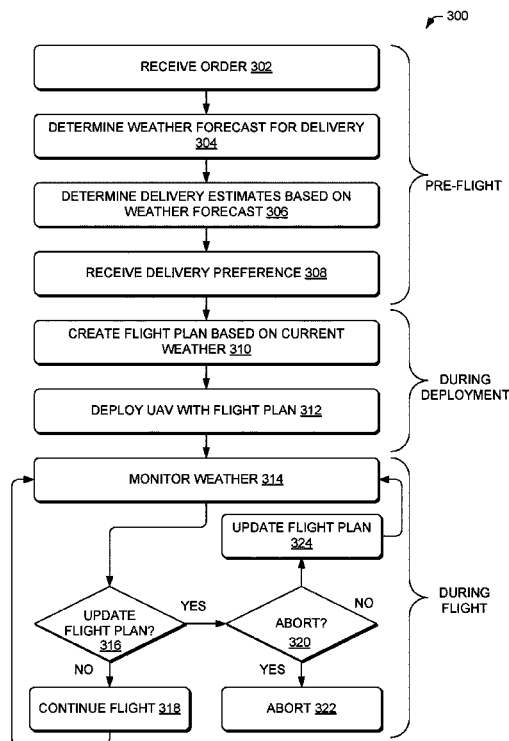 300
RECEIVE ORDER 302
DETERMINE WEATHER FORECAST FOR DELIVERY
304
DETERMINE DELIVERY ESTIMATES BASED ON
WEATHER FORECAST 306
RECEIVE DELIVERY PREFERENCE 308
PRE-FLIGHT
CREATE FLIGHT PLAN BASED ON CURRENT
WEATHER 310
DEPLOY UAV WITH FLIGHT PLAN 312
DURING
DEPLOYMENT
MONITOR WEATHER 314
UPDATE FLIGHT PLAN
324
UPDATE
FLIGHT PLAN?
316
YES
NO
ABORT?
320
NO
YES
CONTINUE FLIGHT 318
ABORT 322
DURING
FLIGHT